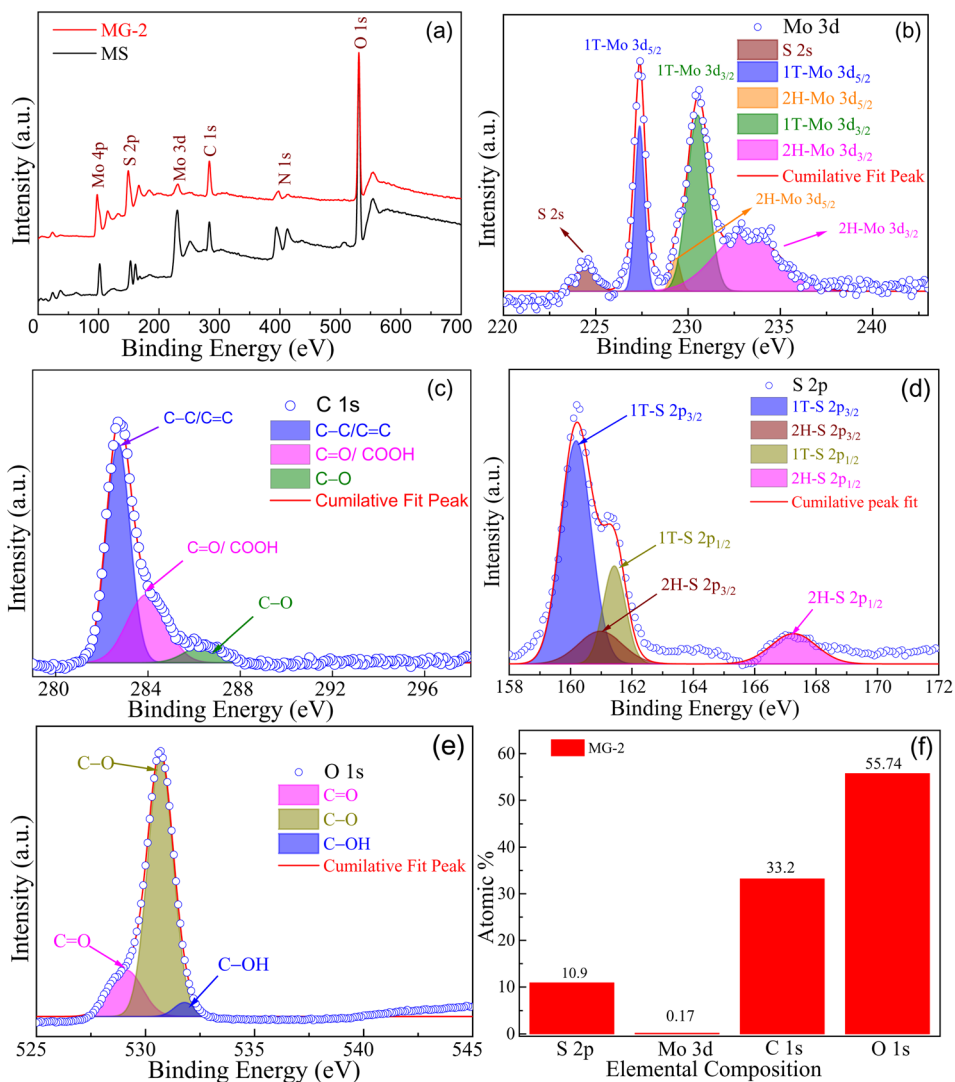 (a)
MG-2
MS
Mo 4p
S 2p
Mo 3d
C 1s
N 1s
O 1s
Intensity (a.u.)
0 100 200 300 400 500 600 700
Binding Energy (eV)
(b)
Mo 3d
S 2s
1T-Mo 3d5/2
2H-Mo 3d5/2
1T-Mo 3d3/2
2H-Mo 3d3/2
Cumilative Fit Peak
1T-Mo 3d5/2
1T-Mo 3d3/2
2H-Mo 3d5/2
2H-Mo 3d3/2
S 2s
Intensity (a.u.)
220 225 230 235 240
Binding Energy (eV)
(c)
C 1s
C–C/C=C
C=O/ COOH
C–O
Cumilative Fit Peak
C–C/C=C
C=O/ COOH
C–O
Intensity (a.u.)
280 284 288 292 296
Binding Energy (eV)
(d)
S 2p
1T-S 2p3/2
2H-S 2p3/2
1T-S 2p1/2
2H-S 2p1/2
Cumilative peak fit
1T-S 2p3/2
1T-S 2p1/2
2H-S 2p3/2
2H-S 2p1/2
Intensity (a.u.)
158 160 162 164 166 168 170 172
Binding Energy (eV)
(e)
O 1s
C=O
C–O
C–OH
Cumilative Fit Peak
C–O
C=O
C–OH
Intensity (a.u.)
525 530 535 540 545
Binding Energy (eV)
(f)
MG-2
55.74
33.2
10.9
0.17
60
50
40
30
20
10
0
Atomic %
S 2p Mo 3d C 1s O 1s
Elemental Composition